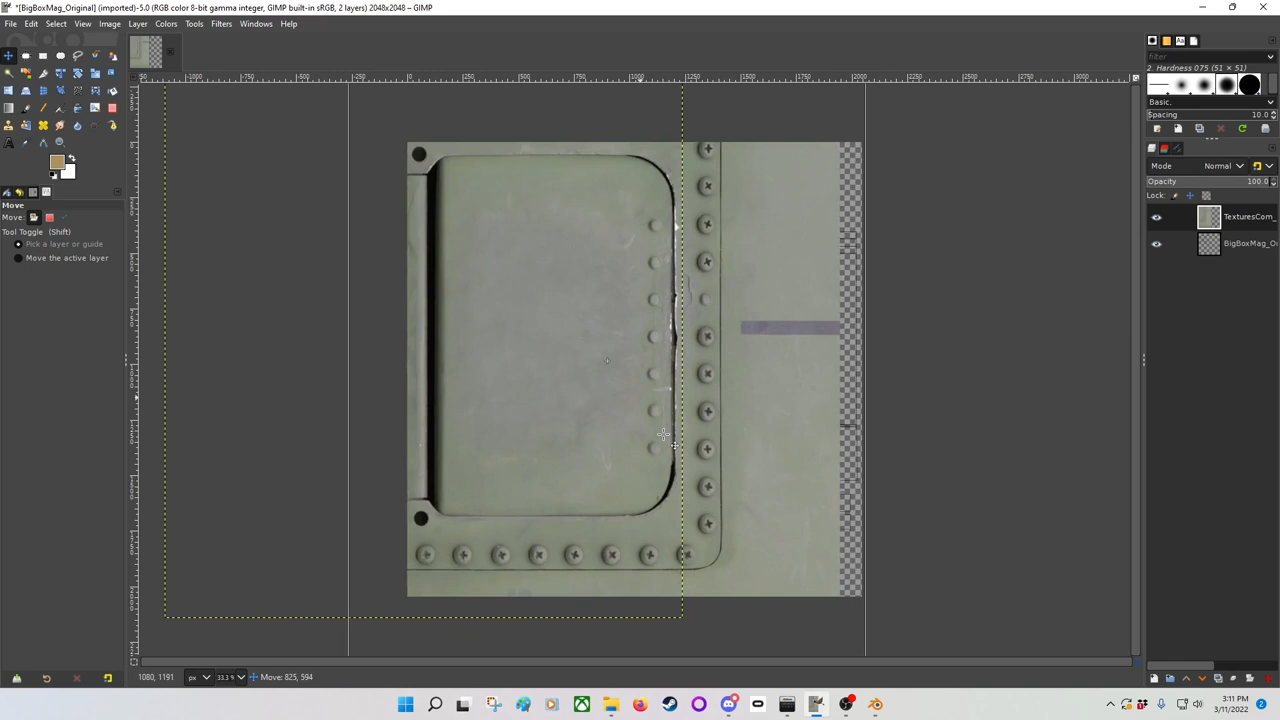 *[BigBoxMag_Original] (imported)-5.0 (RGB color 8-bit gamma integer, GIMP built-in sRGB, 2 layers) 2048x2048 – GIMP
File Edit Select View Image Layer Colors Tools Filters Windows Help
filter
2. Hardness 075 (51 × 51)
Basic,
Spacing 10.0
Mode Normal
Opacity 100.0
Lock:
TexturesCom_
BigBoxMag_O
Move
Move:
Tool Toggle (Shift)
Pick a layer or guide
Move the active layer
1080, 1191 px 33.3 % Move: 825, 594
3:11 PM
3/11/2022
2